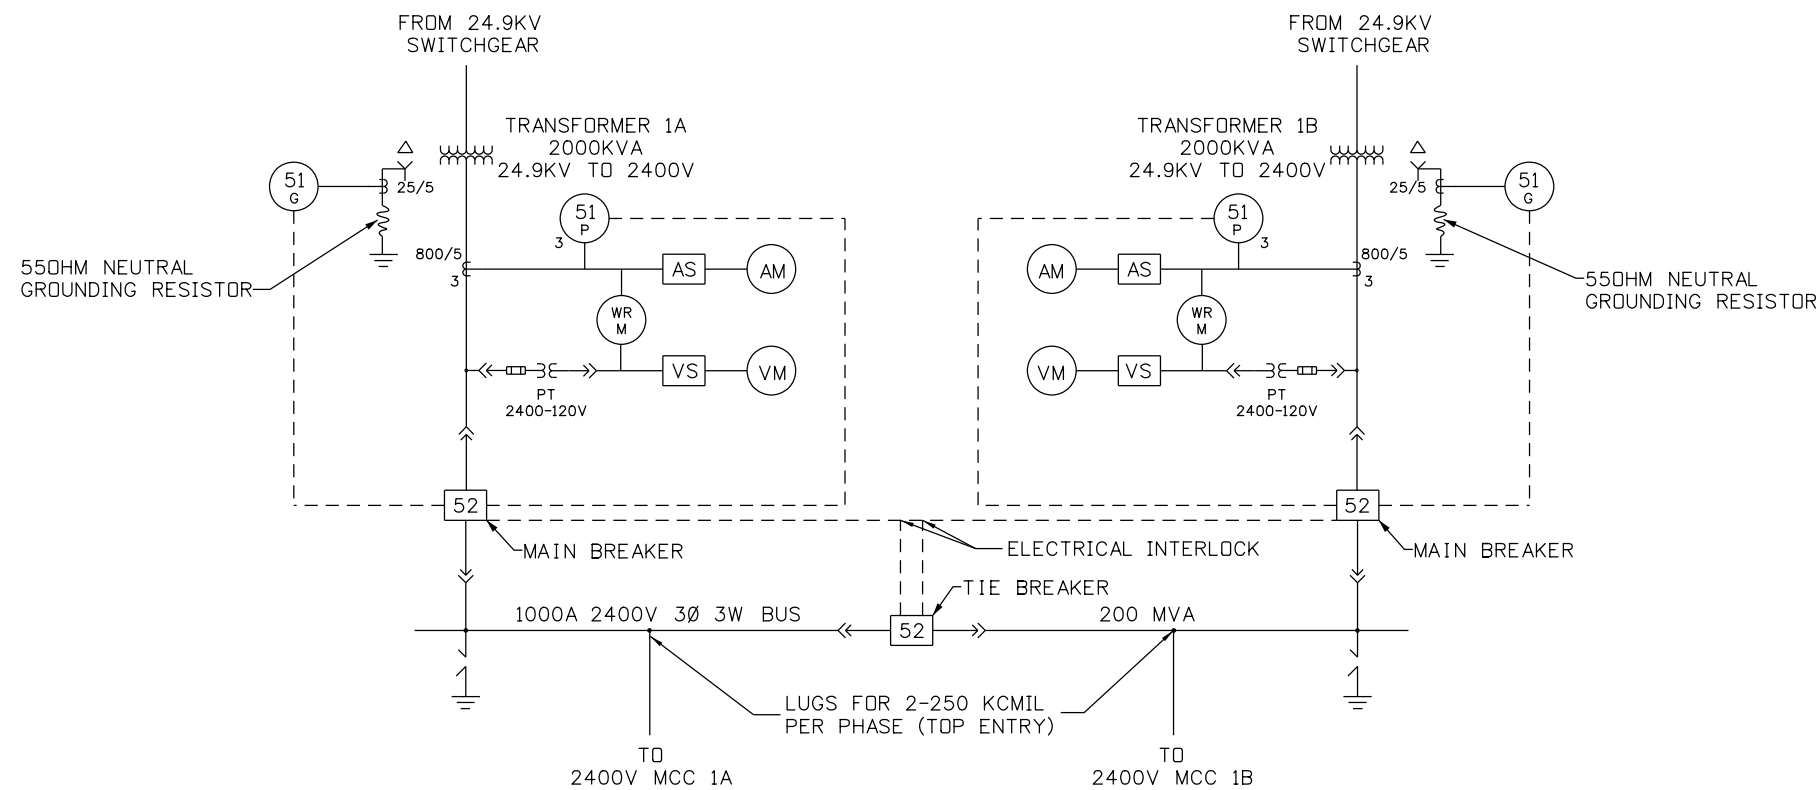 FROM 24.9KV
SWITCHGEAR
FROM 24.9KV
SWITCHGEAR
TRANSFORMER 1A
2000KVA
24.9KV TO 2400V
TRANSFORMER 1B
2000KVA
24.9KV TO 2400V
51
G
25/5
51
P
3
51
P
3
25/5
51
G
550HM NEUTRAL
GROUNDING RESISTOR
800/5
3
AS
AM
AM
AS
800/5
3
550HM NEUTRAL
GROUNDING RESISTOR
WR
M
WR
M
VS
VM
VM
VS
PT
2400-120V
PT
2400-120V
52
52
MAIN BREAKER
ELECTRICAL INTERLOCK
MAIN BREAKER
TIE BREAKER
1000A 2400V 3Ø 3W BUS
52
200 MVA
LUGS FOR 2-250 KCMIL
PER PHASE (TOP ENTRY)
TO
2400V MCC 1A
TO
2400V MCC 1B